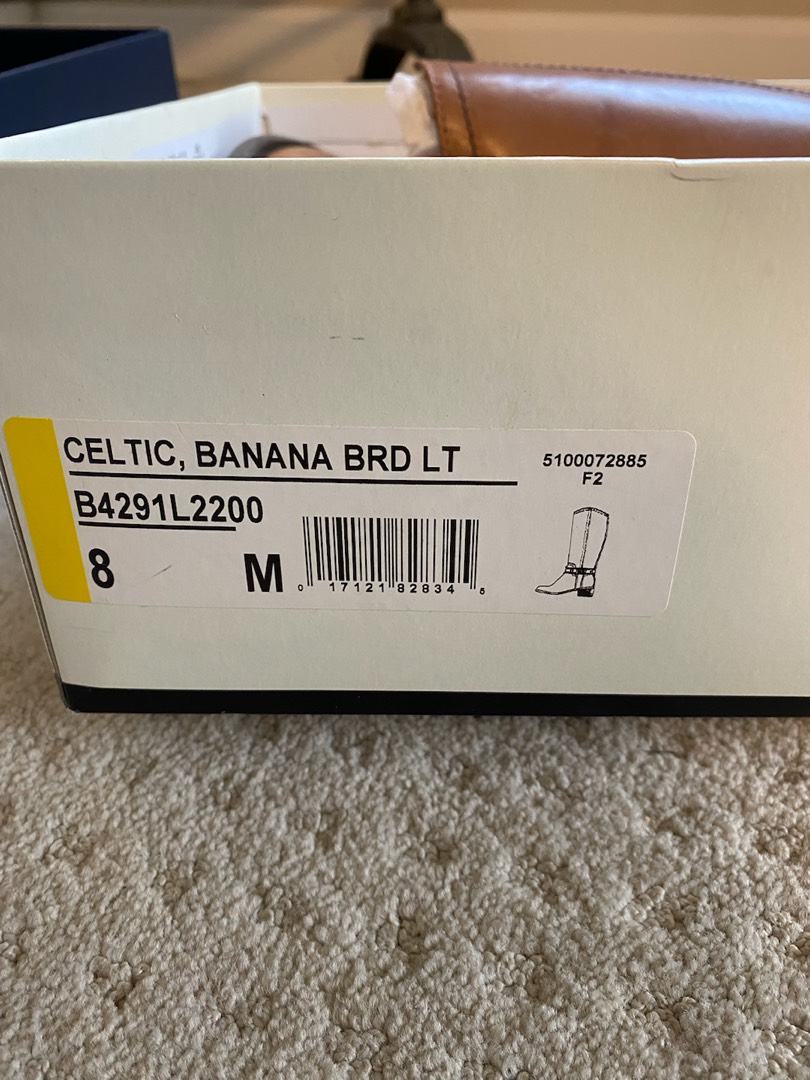 CELTIC, BANANA BRD LT
5100072885
F2
B4291L2200
8
M
0 17121 82834 5